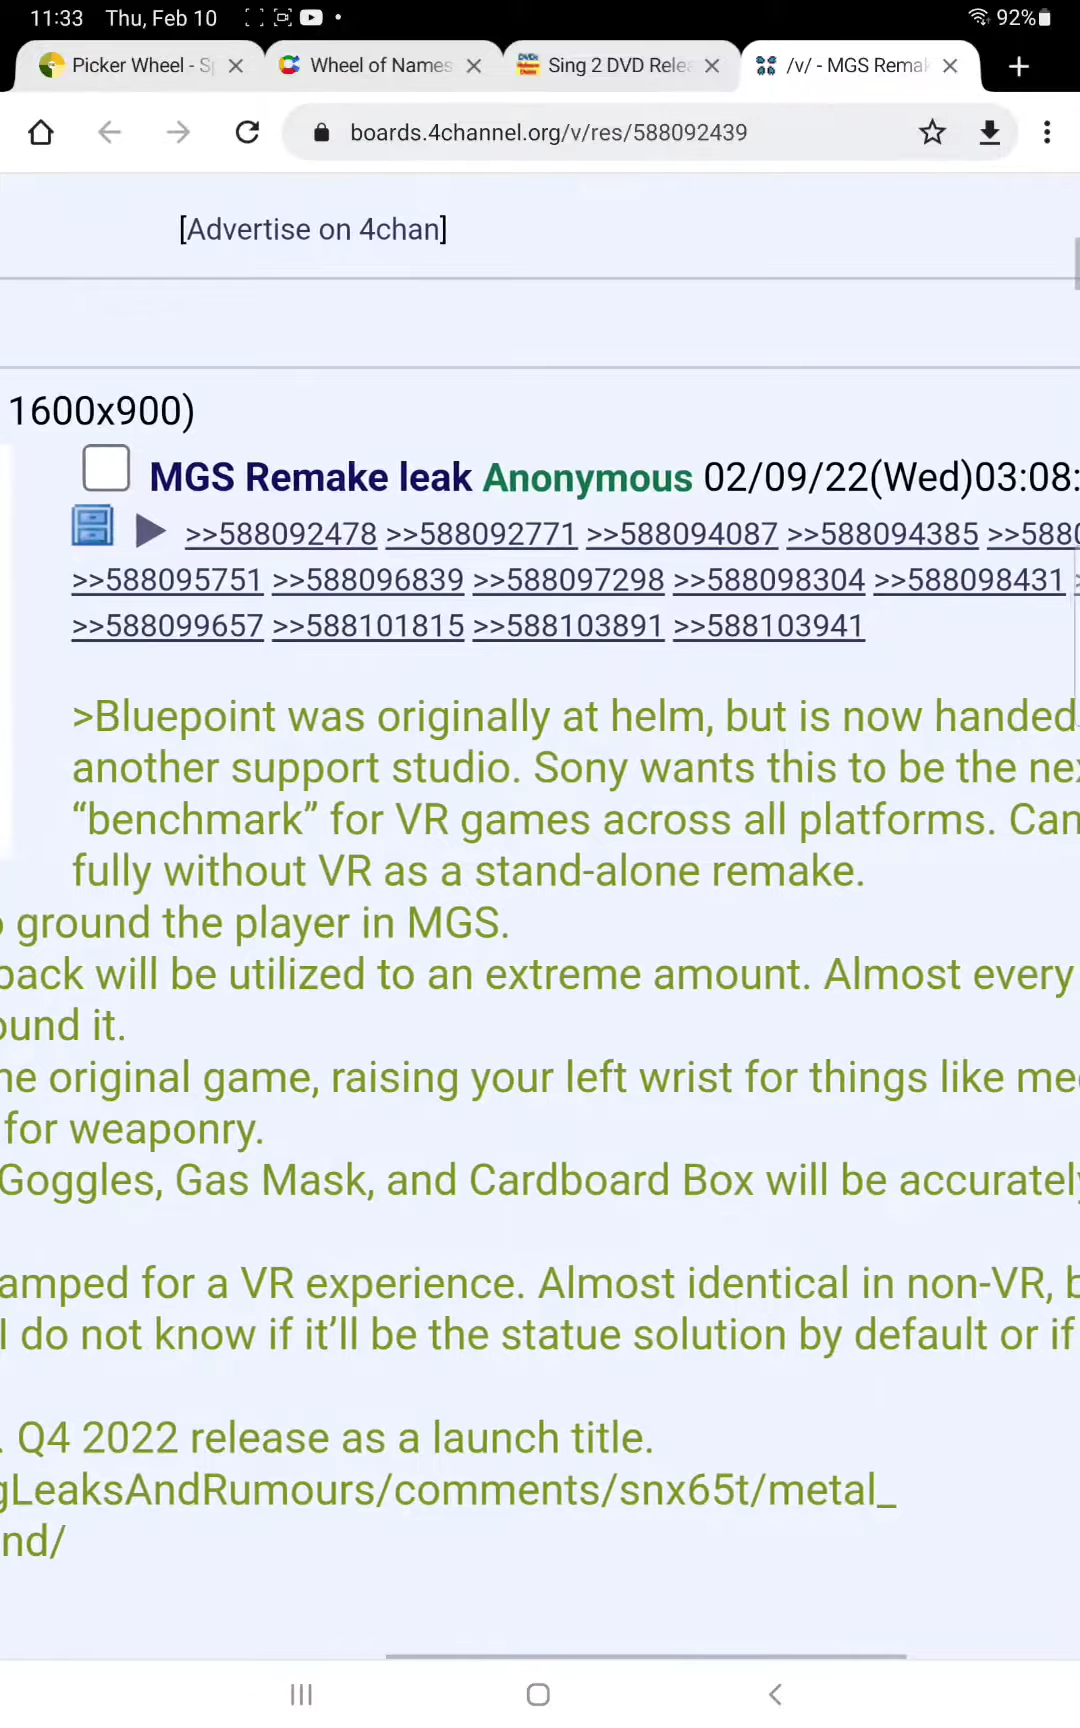 11:33 Thu, Feb 10 92%
Picker Wheel - Wheel of Names Sing 2 DVD /v/ - MGS
boards.4channel.org/v/res/588092439
[Advertise on 4chan]
1600x900)
MGS Remake leak Anonymous 02/09/22(Wed)03:08:
>>588092478 >>588092771 >>588094087 >>588094385 >>5880
>>588095751 >>588096839 >>588097298 >>588098304 >>588098431
>>588099657 >>588101815 >>588103891 >>588103941
>Bluepoint was originally at helm, but is now handed
another support studio. Sony wants this to be the
“benchmark” for VR games across all platforms. Can
fully without VR as a stand-alone remake.
ground the player in MGS.
back will be utilized to an extreme amount. Almost every
ound it.
he original game, raising your left wrist for things like
for weaponry.
Goggles, Gas Mask, and Cardboard Box will be accurately
amped for a VR experience. Almost identical in non-VR,
I do not know if it’ll be the statue solution by default or if
. Q4 2022 release as a launch title.
gLeaksAndRumours/comments/snx65t/metal_
nd/